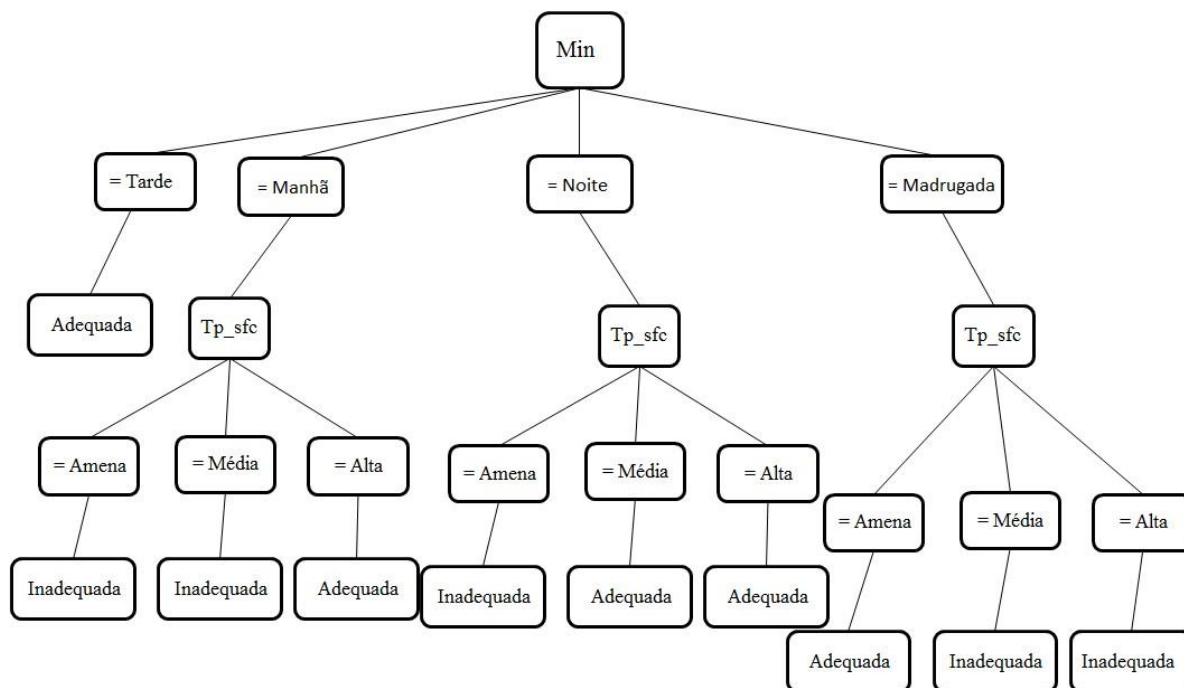 Min
= Tarde
= Manhã
= Noite
= Madrugada
Adequada
Tp_sfc
Tp_sfc
Tp_sfc
= Amena
= Média
= Alta
= Amena
= Média
= Alta
= Amena
= Média
= Alta
Inadequada
Inadequada
Adequada
Inadequada
Adequada
Adequada
Adequada
Inadequada
Inadequada